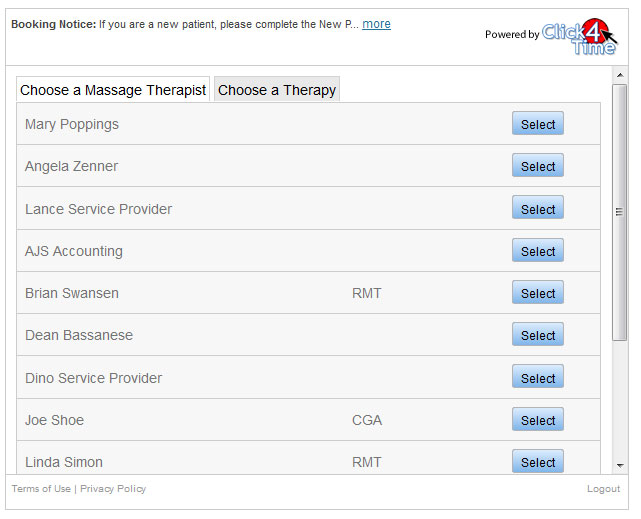 Booking Notice: If you are a new patient, please complete the New P... more
Powered by Click4Time
Choose a Massage Therapist Choose a Therapy
Mary Poppings Select
Angela Zenner Select
Lance Service Provider Select
AJS Accounting Select
Brian Swansen RMT Select
Dean Bassanese Select
Dino Service Provider Select
Joe Shoe CGA Select
Linda Simon RMT Select
Terms of Use | Privacy Policy Logout